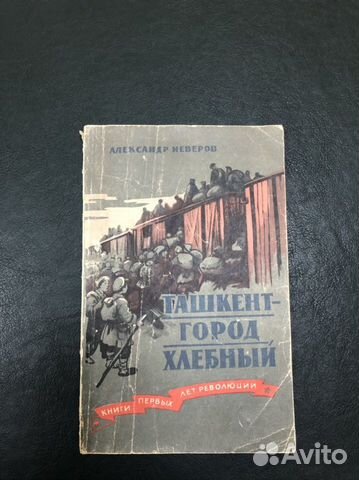 АЛЕКСАНДР НЕВЕРОВ
ТАШКЕНТ-
ГОРОД
ХЛЕБНЫЙ
КНИГИ ПЕРВЫХ ЛЕТ РЕВОЛЮЦИИ
Avito